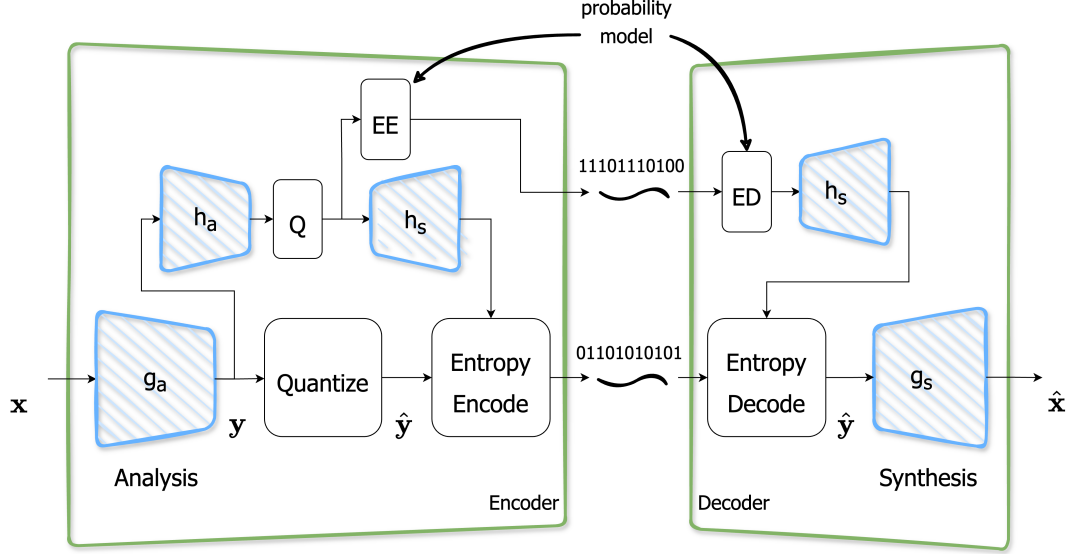 probability
model
EE
11101110100
hₐ
Q
hₛ
ED
hₛ
01101010101
gₐ
Quantize
Entropy
Encode
Entropy
Decode
gₛ
x
y
ŷ
ŷ
x̂
Analysis
Synthesis
Encoder
Decoder